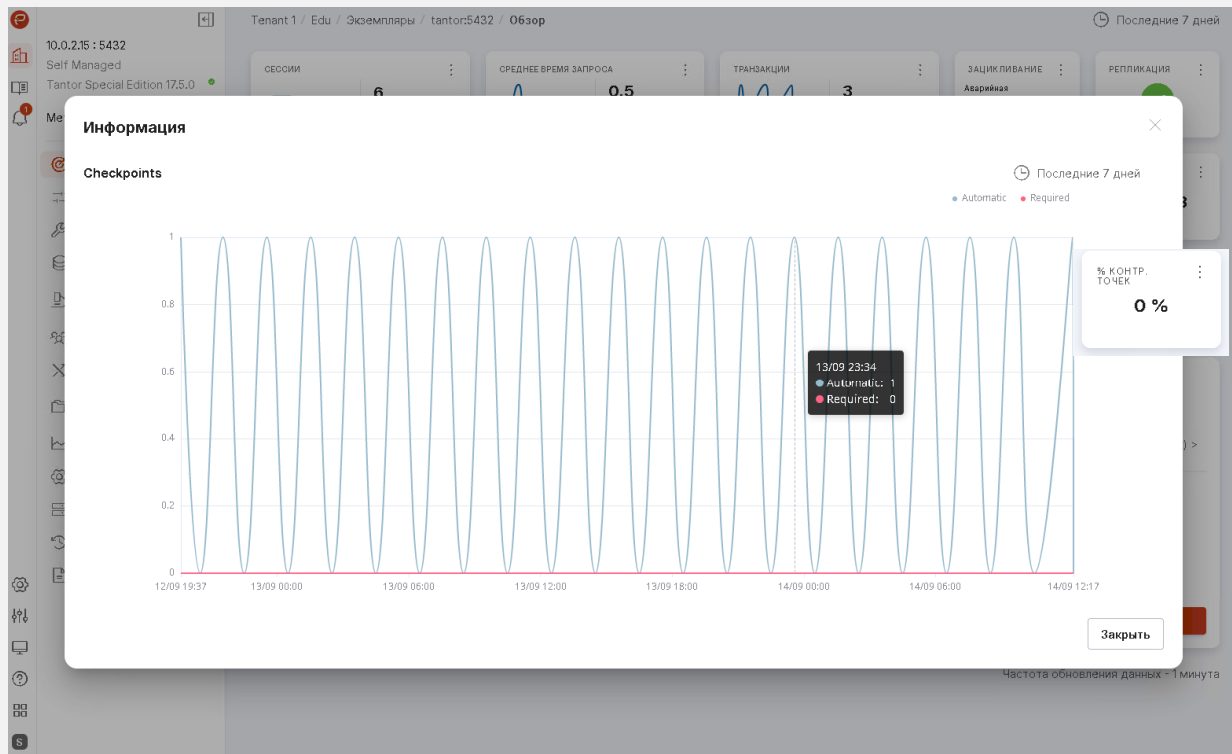 Tenant 1 / Edu / Экземпляры / tantor:5432 / Обзор
Последние 7 дней
10.0.2.15 : 5432
Self Managed
Tantor Special Edition 17.5.0
1
СЕССИИ
6
СРЕДНЕЕ ВРЕМЯ ЗАПРОСА
0.5
ТРАНЗАКЦИИ
3
ЗАЦИКЛИВАНИЕ
Аварийная
РЕПЛИКАЦИЯ
Информация
Checkpoints
Последние 7 дней
Automatic
Required
1
0.8
0.6
0.4
0.2
0
12/09 19:37
13/09 00:00
13/09 06:00
13/09 12:00
13/09 18:00
14/09 00:00
14/09 06:00
14/09 12:17
13/09 23:34
Automatic: 1
Required: 0
% КОНТР.
ТОЧЕК
0 %
) >
Закрыть
Частота обновления данных - 1 минута
S